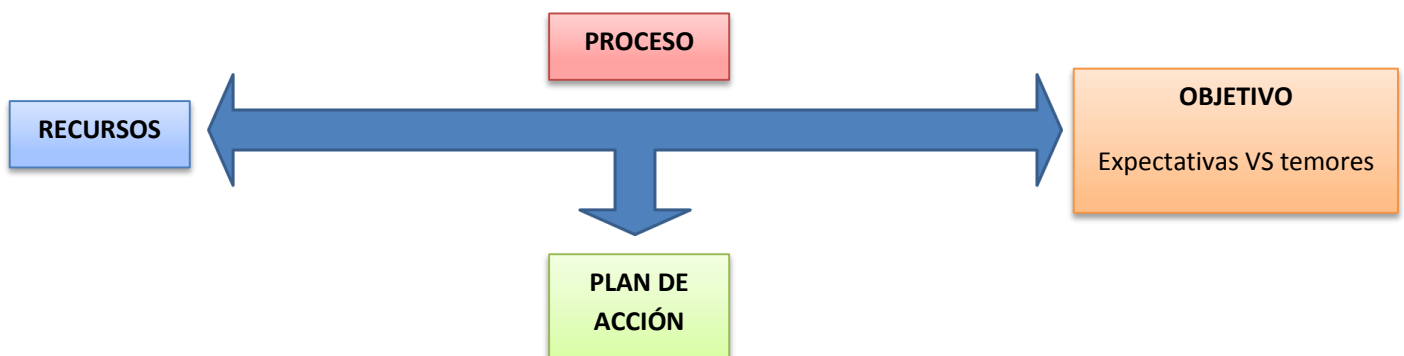 PROCESO
RECURSOS
OBJETIVO
Expectativas VS temores
PLAN DE
ACCIÓN